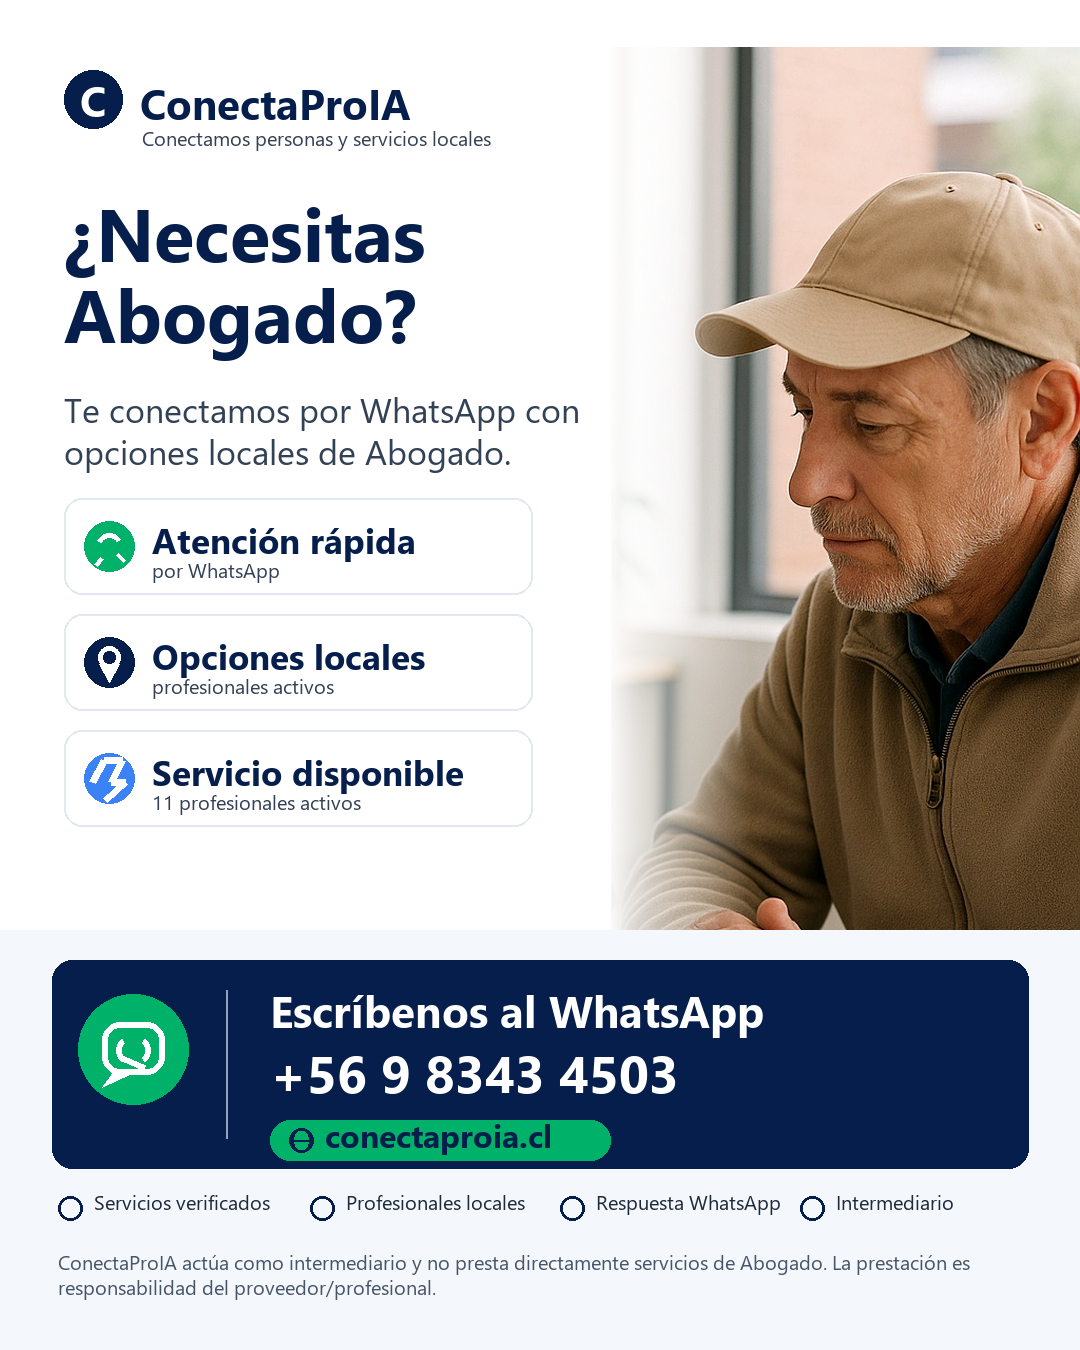 C ConectaProIA
Conectamos personas y servicios locales
¿Necesitas
Abogado?
Te conectamos por WhatsApp con
opciones locales de Abogado.
Atención rápida
por WhatsApp
Opciones locales
profesionales activos
Servicio disponible
11 profesionales activos
Escríbenos al WhatsApp
+56 9 8343 4503
conectaproia.cl
Servicios verificados Profesionales locales Respuesta WhatsApp Intermediario
ConectaProIA actúa como intermediario y no presta directamente servicios de Abogado. La prestación es
responsabilidad del proveedor/profesional.